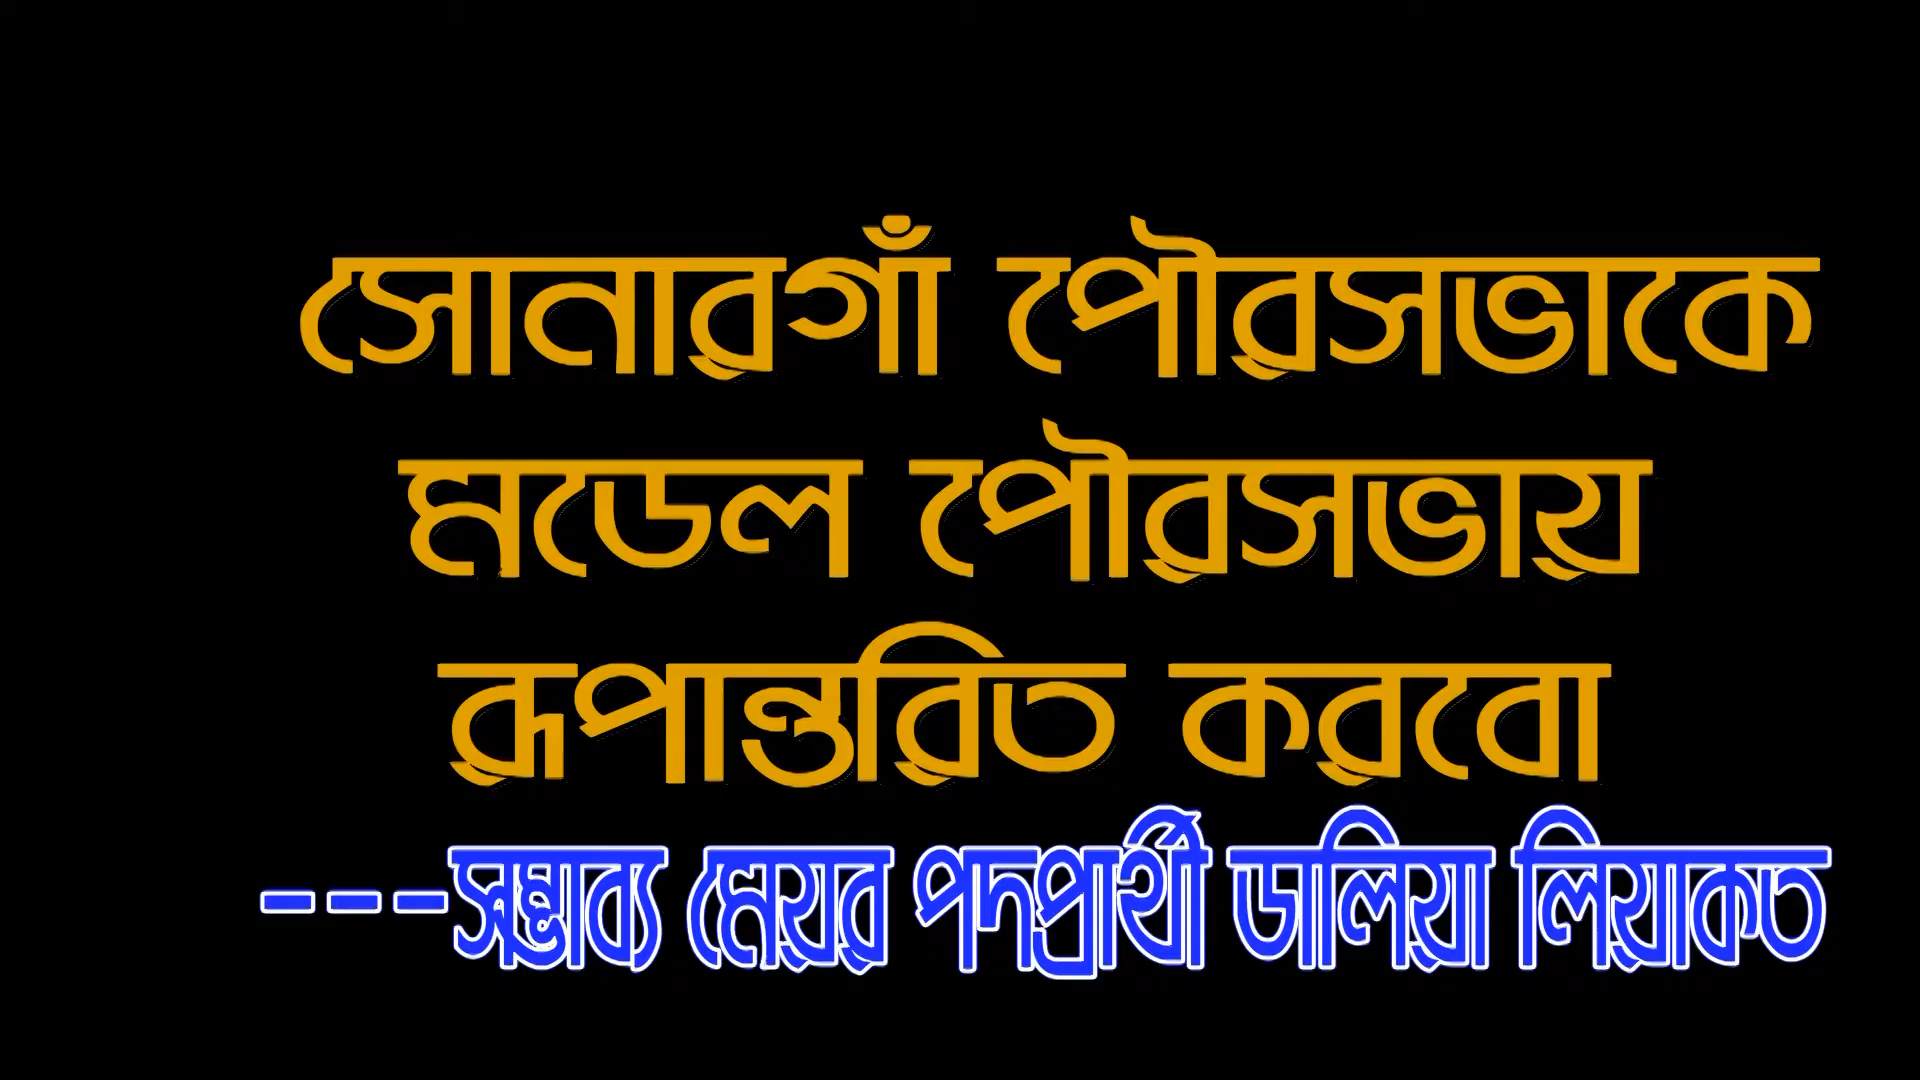 সোনারগাঁ পৌরসভাকে
মডেল পৌরসভায়
রূপান্তরিত করবো
---সম্ভাব্য মেয়র পদপ্রার্থী ডালিয়া লিয়াকত